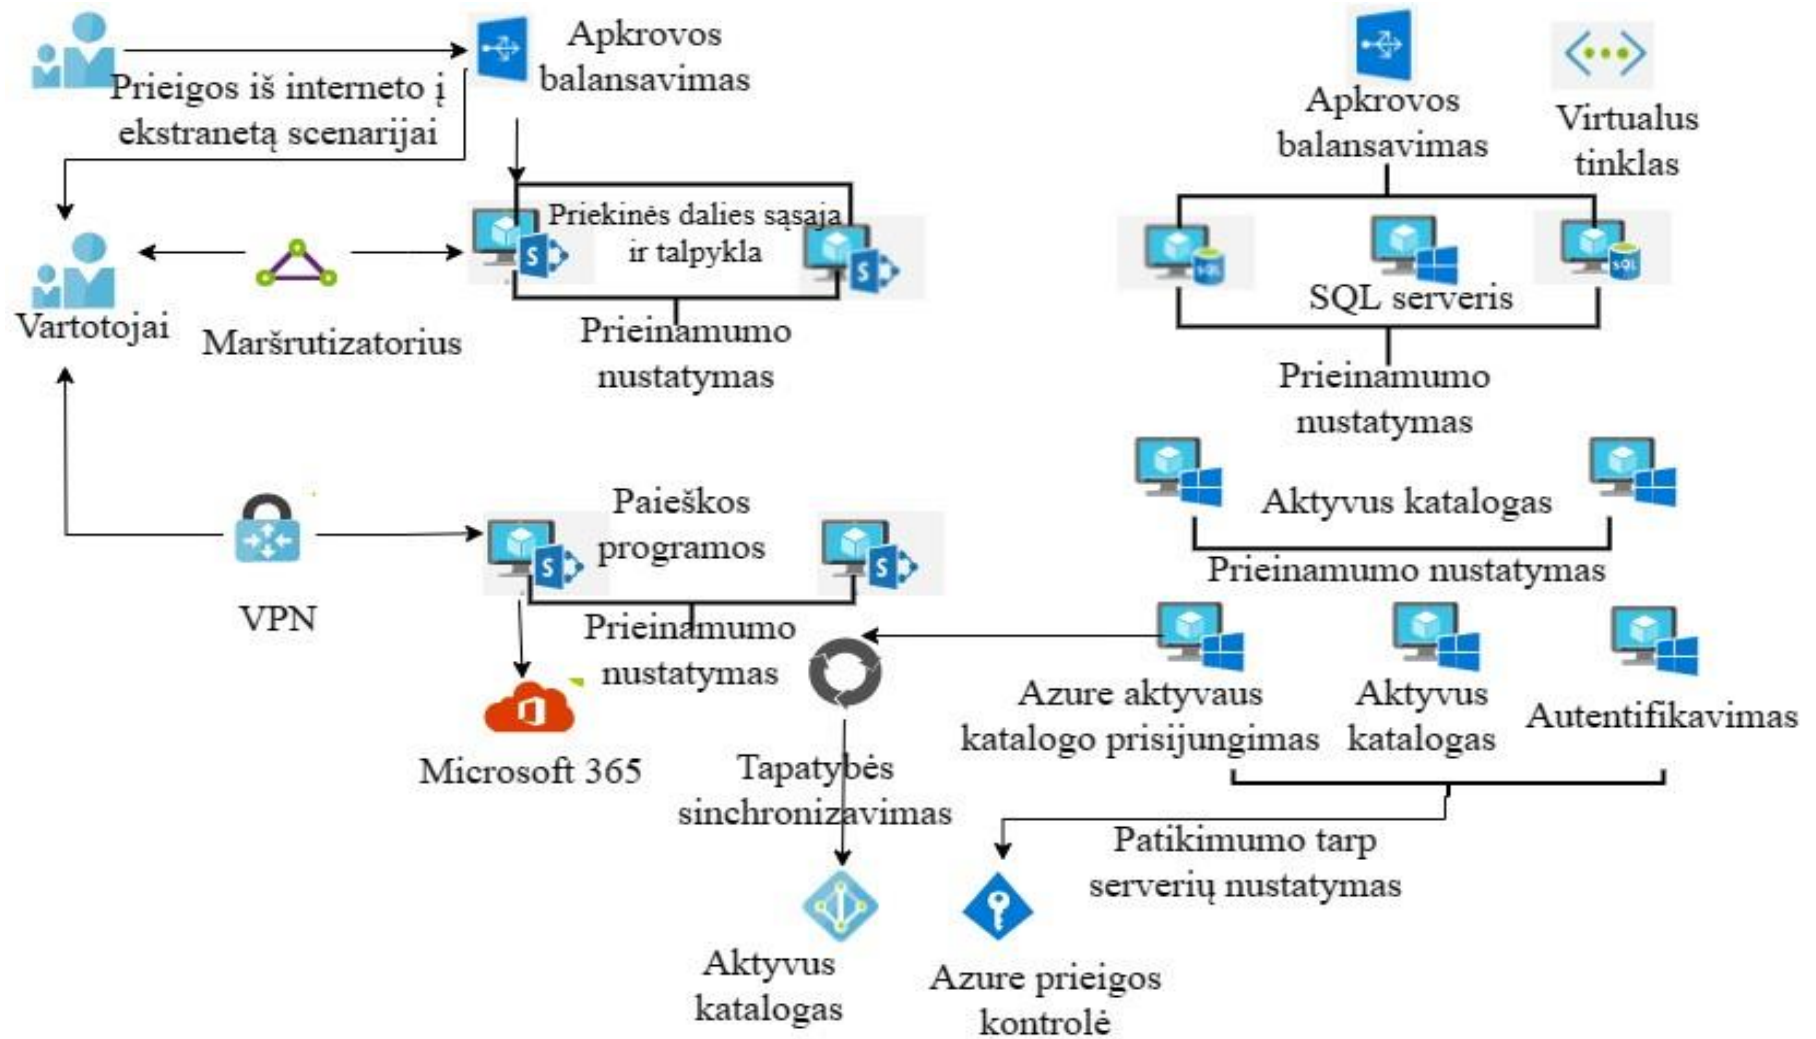 Apkrovos
balansavimas
Prieigos iš interneto į
ekstranetą scenarijai
Apkrovos
balansavimas
Virtualus
tinklas
Priekinės dalies sąsaja
ir talpykla
S
S
SQL
SQL
SQL serveris
Vartotojai
Maršrutizatorius
Prieinamumo
nustatymas
Prieinamumo
nustatymas
Paieškos
programos
S
S
Aktyvus katalogas
Prieinamumo nustatymas
VPN
Prieinamumo
nustatymas
Microsoft 365
Azure aktyvaus
katalogo prisijungimas
Aktyvus
katalogas
Autentifikavimas
Tapatybės
sinchronizavimas
Patikimumo tarp
serverių nustatymas
Aktyvus
katalogas
Azure prieigos
kontrolė